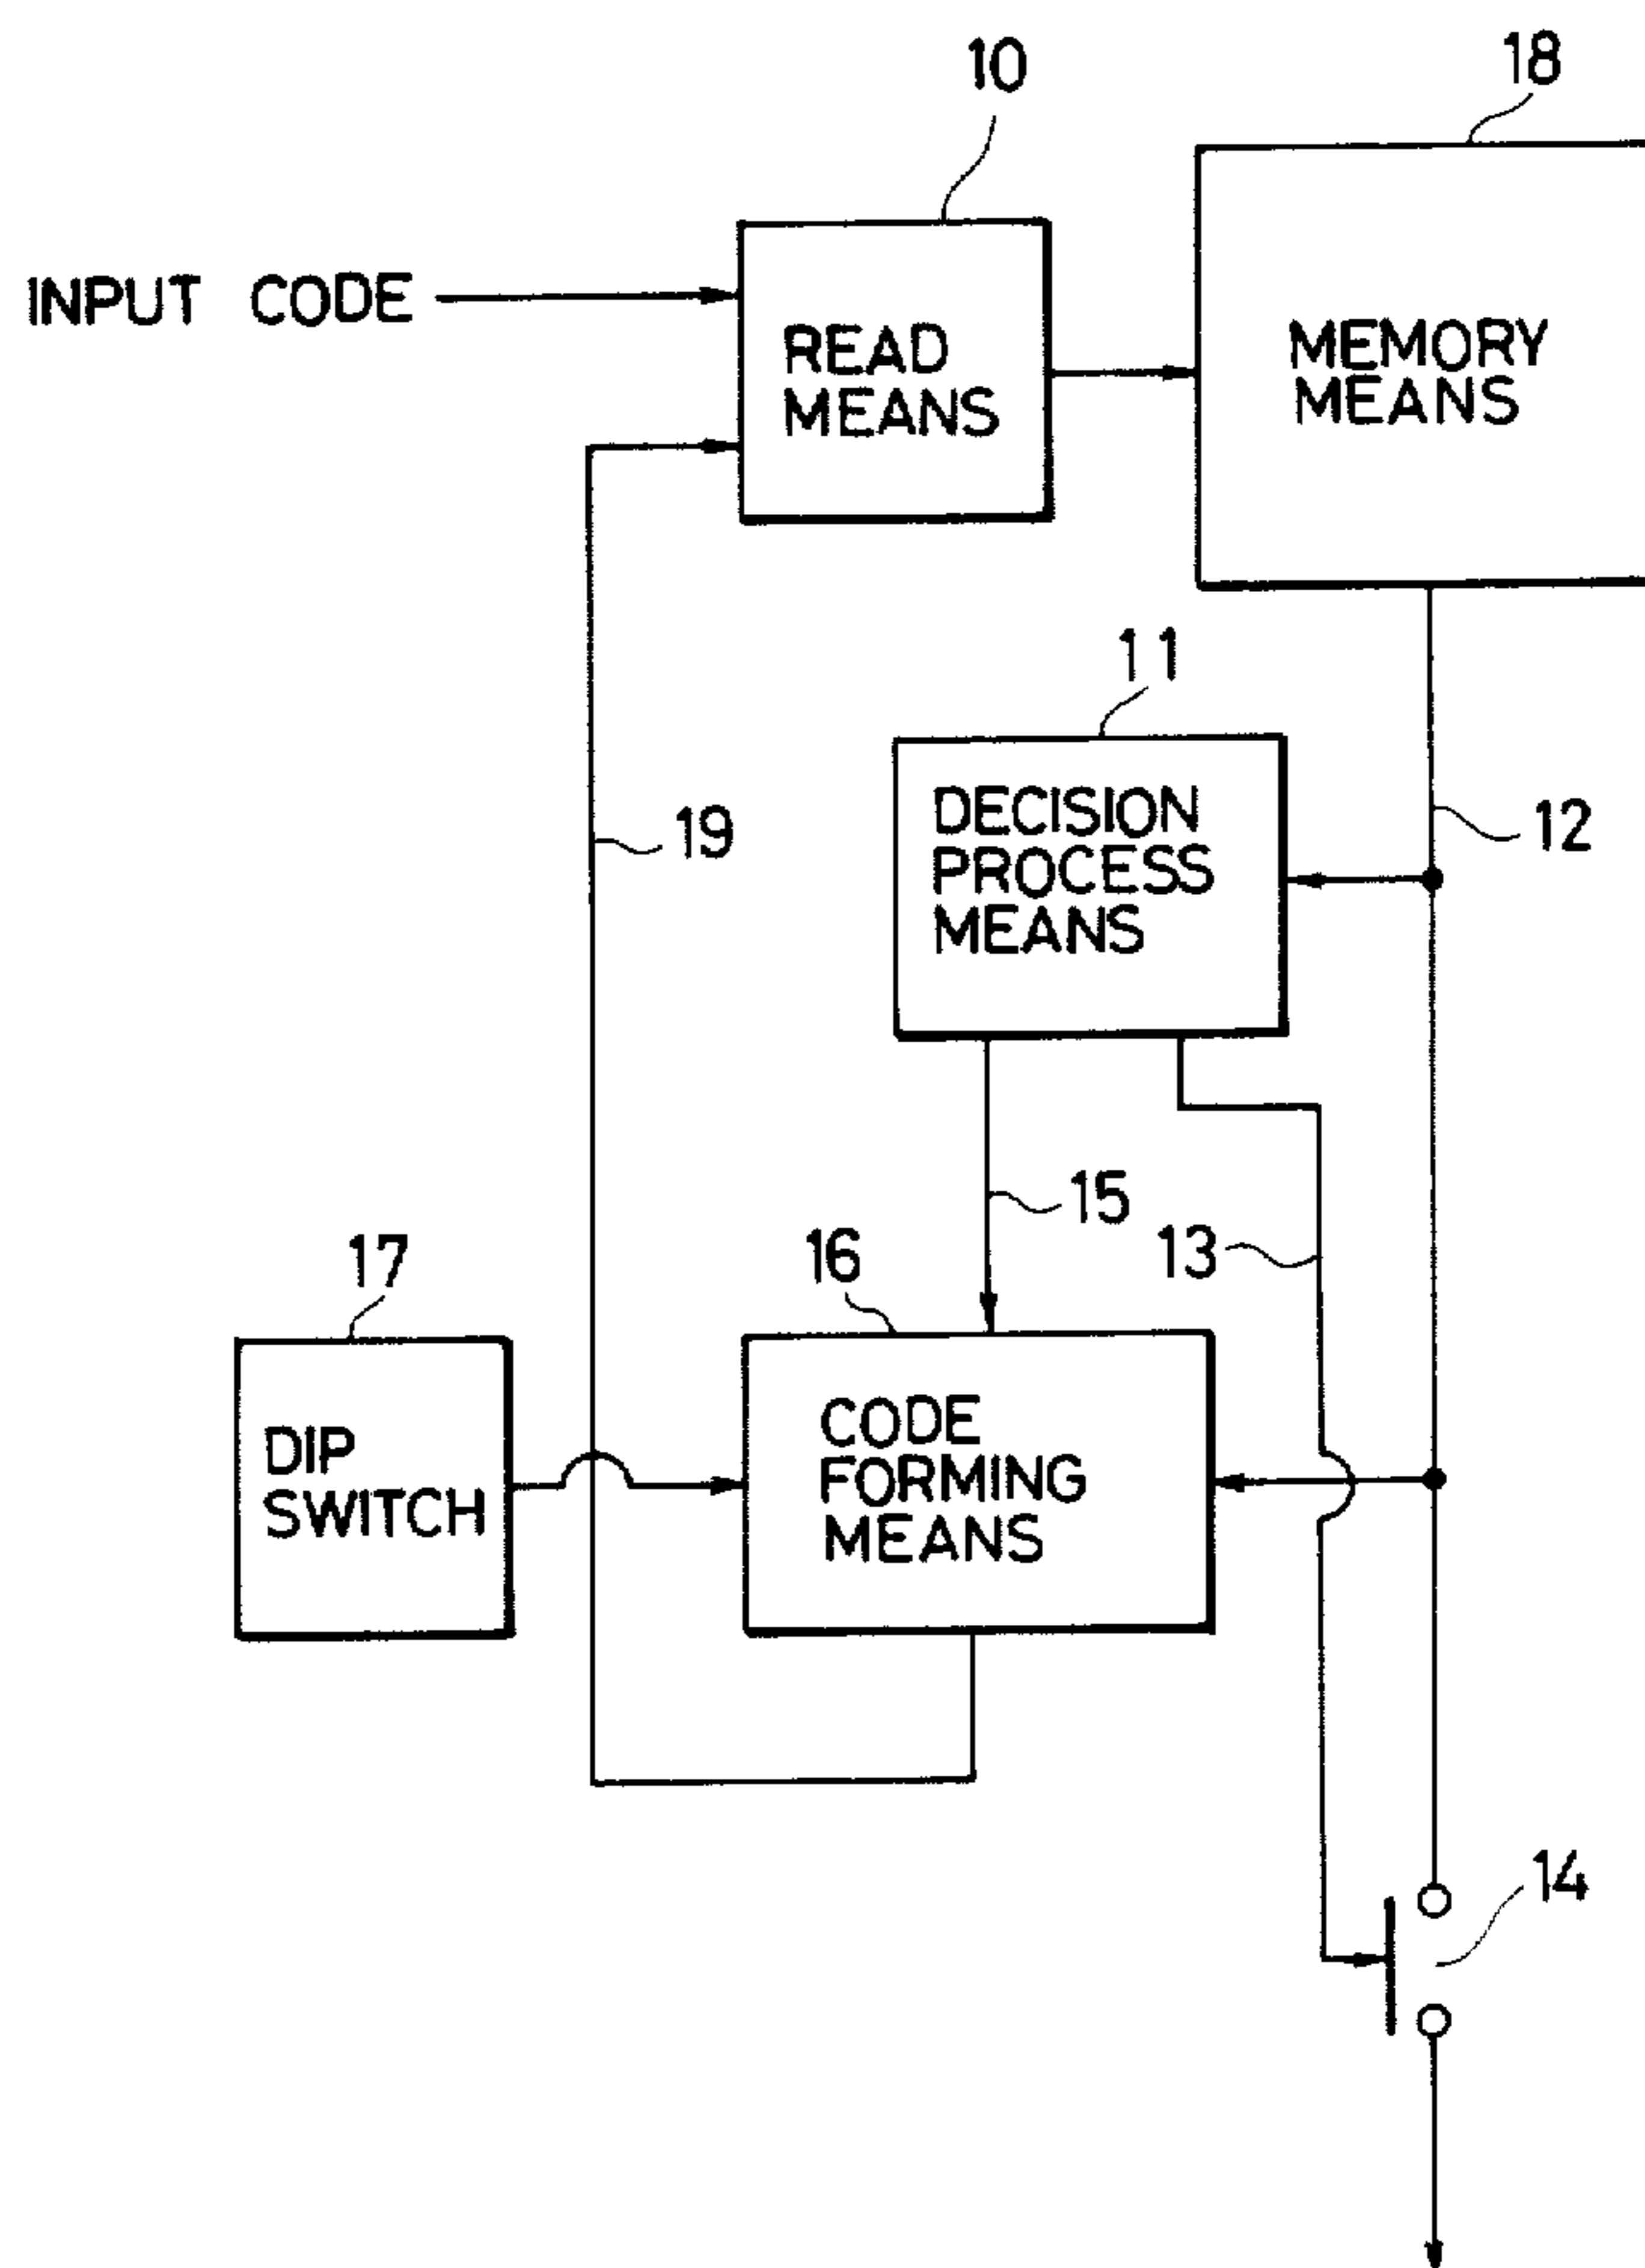 10
18
INPUT CODE
READ
MEANS
MEMORY
MEANS
11
DECISION
PROCESS
MEANS
19
12
15
13
16
17
CODE
FORMING
MEANS
DIP
SWITCH
14